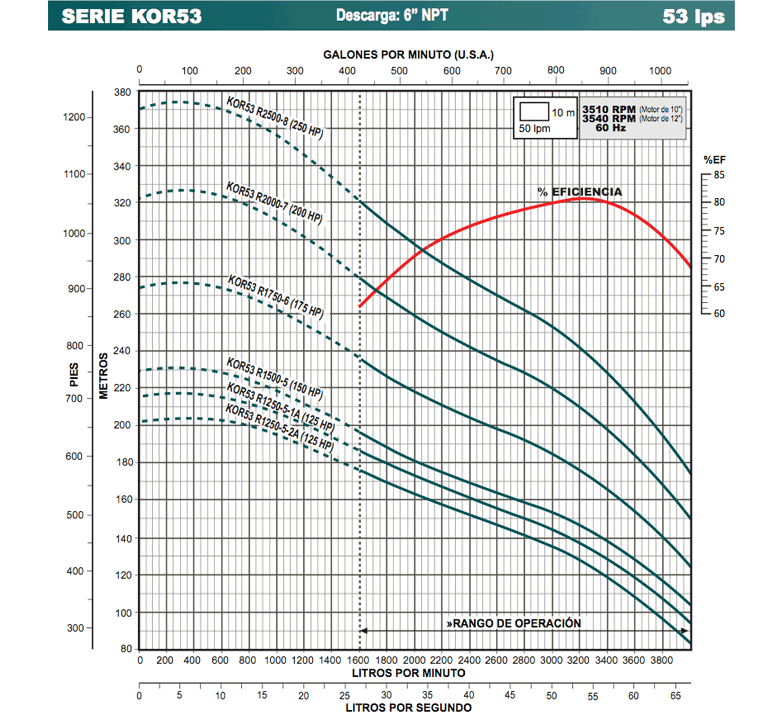 SERIE KOR53
Descarga: 6” NPT
53 lps
GALONES POR MINUTO (U.S.A.)
0 100 200 300 400 500 600 700 800 900 1000
380
360
340
320
300
280
260
240
220
200
180
160
140
120
100
80
1200
1100
1000
900
800
700
600
500
400
300
PIES
METROS
KOR53 R2500-8 (250 HP)
KOR53 R2000-7 (200 HP)
KOR53 R1750-6 (175 HP)
KOR53 R1500-5 (150 HP)
KOR53 R1250-5-1A (125 HP)
KOR53 R1250-5-2A (125 HP)
10 m
50 lpm
3510 RPM (Motor de 10")
3540 RPM (Motor de 12")
60 Hz
% EFICIENCIA
%EF
85
80
75
70
65
60
»RANGO DE OPERACIÓN
0 200 400 600 800 1000 1200 1400 1600 1800 2000 2200 2400 2600 2800 3000 3200 3400 3600 3800
LITROS POR MINUTO
0 5 10 15 20 25 30 35 40 45 50 55 60 65
LITROS POR SEGUNDO